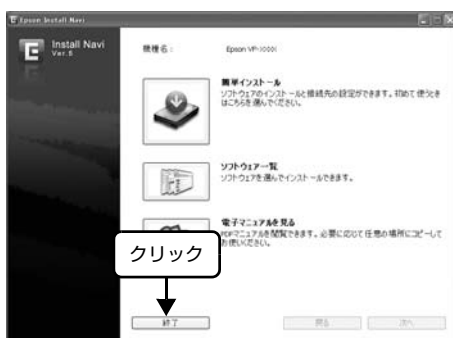 Epson Install Navi
Install Navi
Ver.6
機種名：
Epson VP-XXXX
簡単インストール
ソフトウェアのインストールと接続先の設定ができます。初めて使うときはこちらを選んでください。
ソフトウェア一覧
ソフトウェアを選んでインストールできます。
電子マニュアルを見る
PDFマニュアルを閲覧できます。必要に応じて任意の場所にコピーしてお使いください。
クリック
終了
戻る
次へ